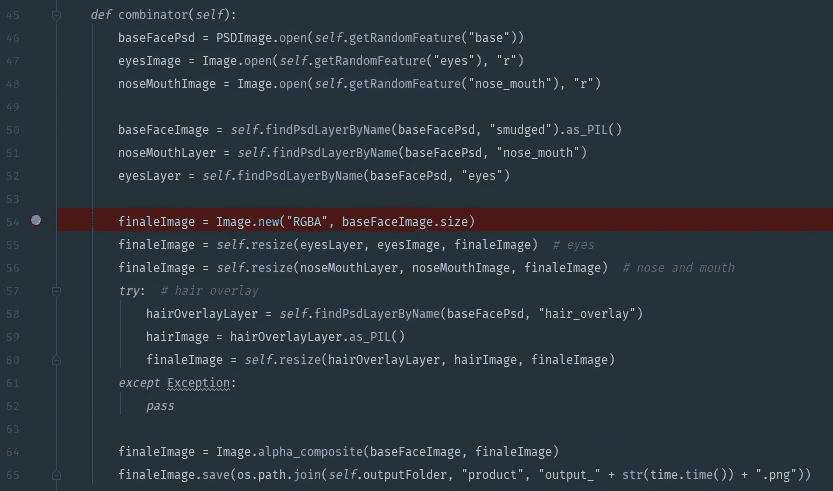 45 def combinator(self):
46 baseFacePsd = PSDImage.open(self.getRandomFeature("base"))
47 eyesImage = Image.open(self.getRandomFeature("eyes"), "r")
48 noseMouthImage = Image.open(self.getRandomFeature("nose_mouth"), "r")
49
50 baseFaceImage = self.findPsdLayerByName(baseFacePsd, "smudged").as_PIL()
51 noseMouthLayer = self.findPsdLayerByName(baseFacePsd, "nose_mouth")
52 eyesLayer = self.findPsdLayerByName(baseFacePsd, "eyes")
53
54 finaleImage = Image.new("RGBA", baseFaceImage.size)
55 finaleImage = self.resize(eyesLayer, eyesImage, finaleImage)  # eyes
56 finaleImage = self.resize(noseMouthLayer, noseMouthImage, finaleImage)  # nose and mouth
57 try:  # hair overlay
58 hairOverlayLayer = self.findPsdLayerByName(baseFacePsd, "hair_overlay")
59 hairImage = hairOverlayLayer.as_PIL()
60 finaleImage = self.resize(hairOverlayLayer, hairImage, finaleImage)
61 except Exception:
62 pass
63
64 finaleImage = Image.alpha_composite(baseFaceImage, finaleImage)
65 finaleImage.save(os.path.join(self.outputFolder, "product", "output_" + str(time.time()) + ".png"))